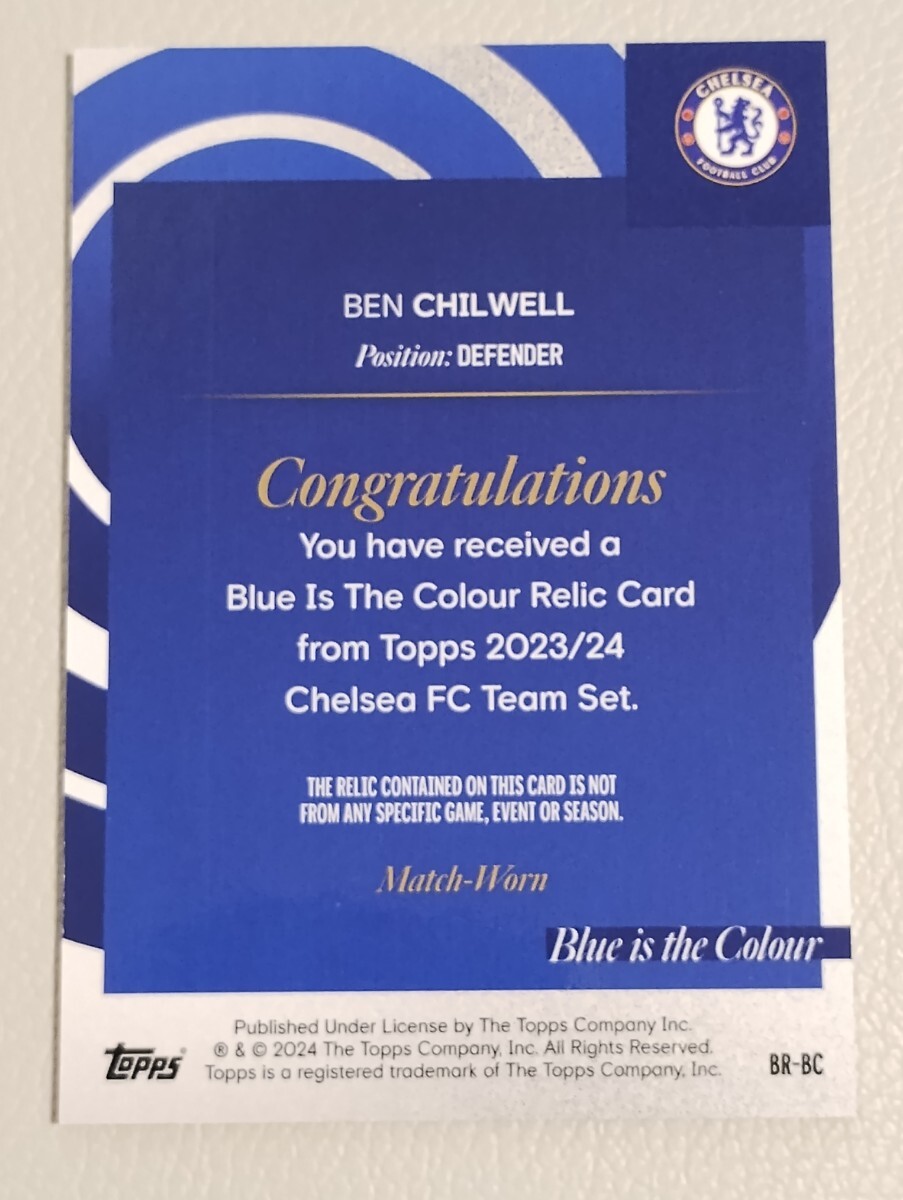 CHELSEA
FOOTBALL CLUB
BEN CHILWELL
Position: DEFENDER
Congratulations
You have received a
Blue Is The Colour Relic Card
from Topps 2023/24
Chelsea FC Team Set.
THE RELIC CONTAINED ON THIS CARD IS NOT
FROM ANY SPECIFIC GAME, EVENT OR SEASON.
Match-Worn
Blue is the Colour
Published Under License by The Topps Company Inc.
® & © 2024 The Topps Company, Inc. All Rights Reserved.
Topps is a registered trademark of The Topps Company, Inc.
TOPPS®
BR-BC